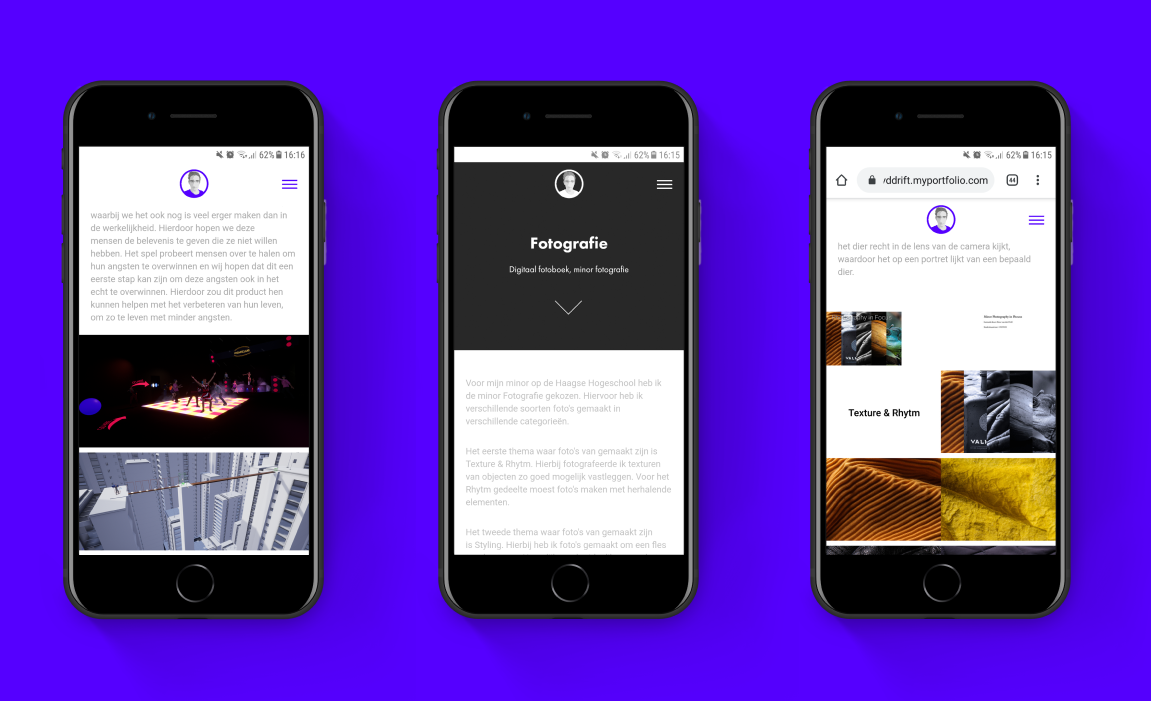 62% 16:16
waarbij we het ook nog is veel erger maken dan in
de werkelijkheid. Hierdoor hopen we deze
mensen de belevenis te geven die ze niet willen
hebben. Het spel probeert mensen over te halen om
hun angsten te overwinnen en wij hopen dat dit een
eerste stap kan zijn om deze angsten ook in het
echt te overwinnen. Hierdoor zou dit product hen
kunnen helpen met het verbeteren van hun leven,
om zo te leven met minder angsten.
62% 16:15
Fotografie
Digitaal fotoboek, minor fotografie
Voor mijn minor op de Haagse Hogeschool heb ik
de minor Fotografie gekozen. Hiervoor heb ik
verschillende soorten foto's gemaakt in
verschillende categorieën.
Het eerste thema waar foto's van gemaakt zijn is
Texture & Rhytm. Hierbij fotografeerde ik texturen
van objecten zo goed mogelijk vastleggen. Voor het
Rhytm gedeelte moest foto's maken met herhalende
elementen.
Het tweede thema waar foto's van gemaakt zijn
is Styling. Hierbij heb ik foto's gemaakt om een fles
62% 16:15
ddrift.myportfolio.com
44
het dier recht in de lens van de camera kijkt,
waardoor het op een portret lijkt van een bepaald
dier.
in Focus
VALL
Minor Photography in Focus
Texture & Rhytm
VALL